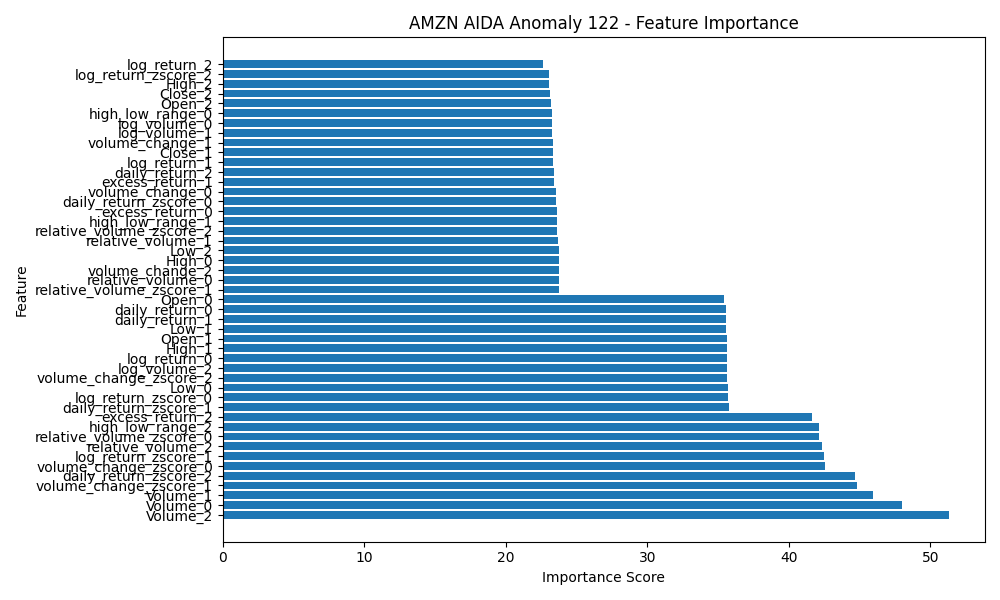 AMZN AIDA Anomaly 122 - Feature Importance
log_return_2
log_return_zscore_2
High_2
Close_2
Open_2
high_low_range_0
log_volume_0
log_volume_1
volume_change_1
Close_1
log_return_1
daily_return_2
excess_return_1
volume_change_0
daily_return_zscore_0
excess_return_0
high_low_range_1
relative_volume_zscore_2
relative_volume_1
Low_2
High_0
volume_change_2
relative_volume_0
relative_volume_zscore_1
Open_0
daily_return_0
daily_return_1
Low_1
Open_1
High_1
log_return_0
log_volume_2
volume_change_zscore_2
Low_0
log_return_zscore_0
daily_return_zscore_1
excess_return_2
high_low_range_2
relative_volume_zscore_0
relative_volume_2
log_return_zscore_1
volume_change_zscore_0
daily_return_zscore_2
volume_change_zscore_1
Volume_1
Volume_0
Volume_2
Feature
0 10 20 30 40 50
Importance Score